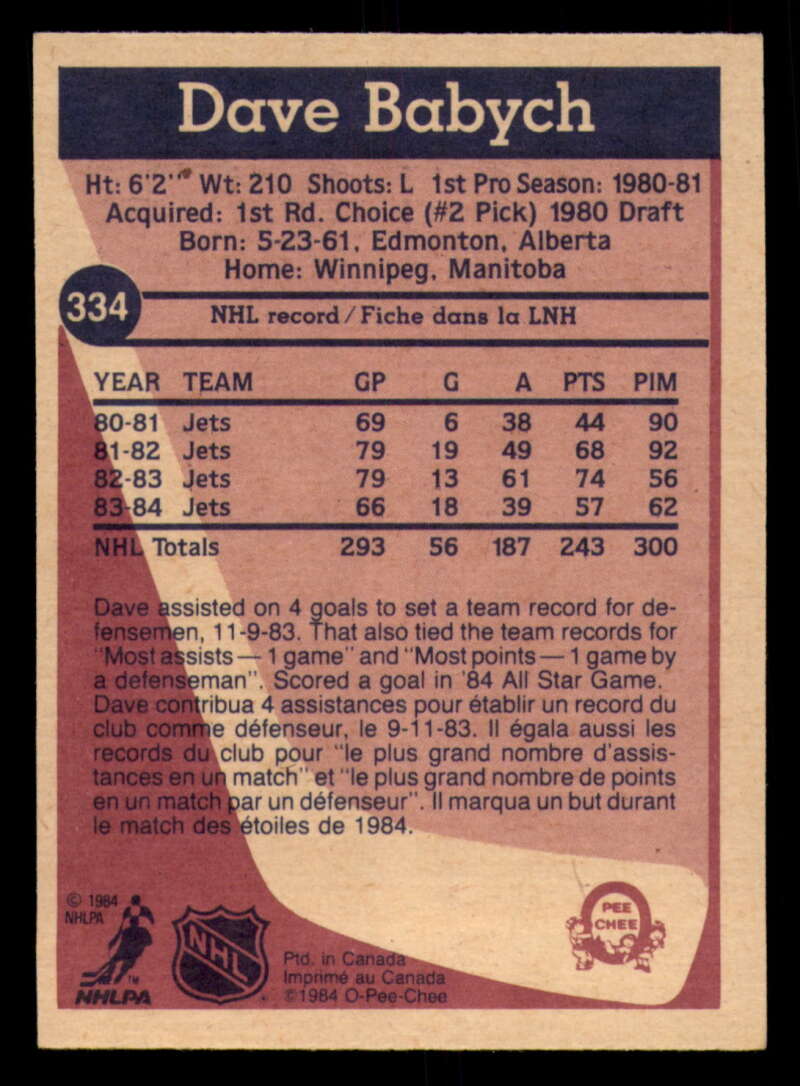 Dave Babych
Ht: 6'2" Wt: 210 Shoots: L 1st Pro Season: 1980-81
Acquired: 1st Rd. Choice (#2 Pick) 1980 Draft
Born: 5-23-61, Edmonton, Alberta
Home: Winnipeg, Manitoba
334
NHL record/Fiche dans la LNH
YEAR TEAM GP G A PTS PIM
80-81 Jets 69 6 38 44 90
81-82 Jets 79 19 49 68 92
82-83 Jets 79 13 61 74 56
83-84 Jets 66 18 39 57 62
NHL Totals 293 56 187 243 300
Dave assisted on 4 goals to set a team record for de-
fensemen, 11-9-83. That also tied the team records for
"Most assists — 1 game" and "Most points — 1 game by
a defenseman". Scored a goal in '84 All Star Game.
Dave contribua 4 assistances pour établir un record du
club comme défenseur, le 9-11-83. Il égala aussi les
records du club pour "le plus grand nombre d'assis-
tances en un match" et "le plus grand nombre de points
en un match par un défenseur". Il marqua un but durant
le match des étoiles de 1984.
© 1984
NHLPA
TM
NHLPA
NHL
Ptd. in Canada
Imprimé au Canada
©1984 O-Pee-Chee
PEE
CHEE